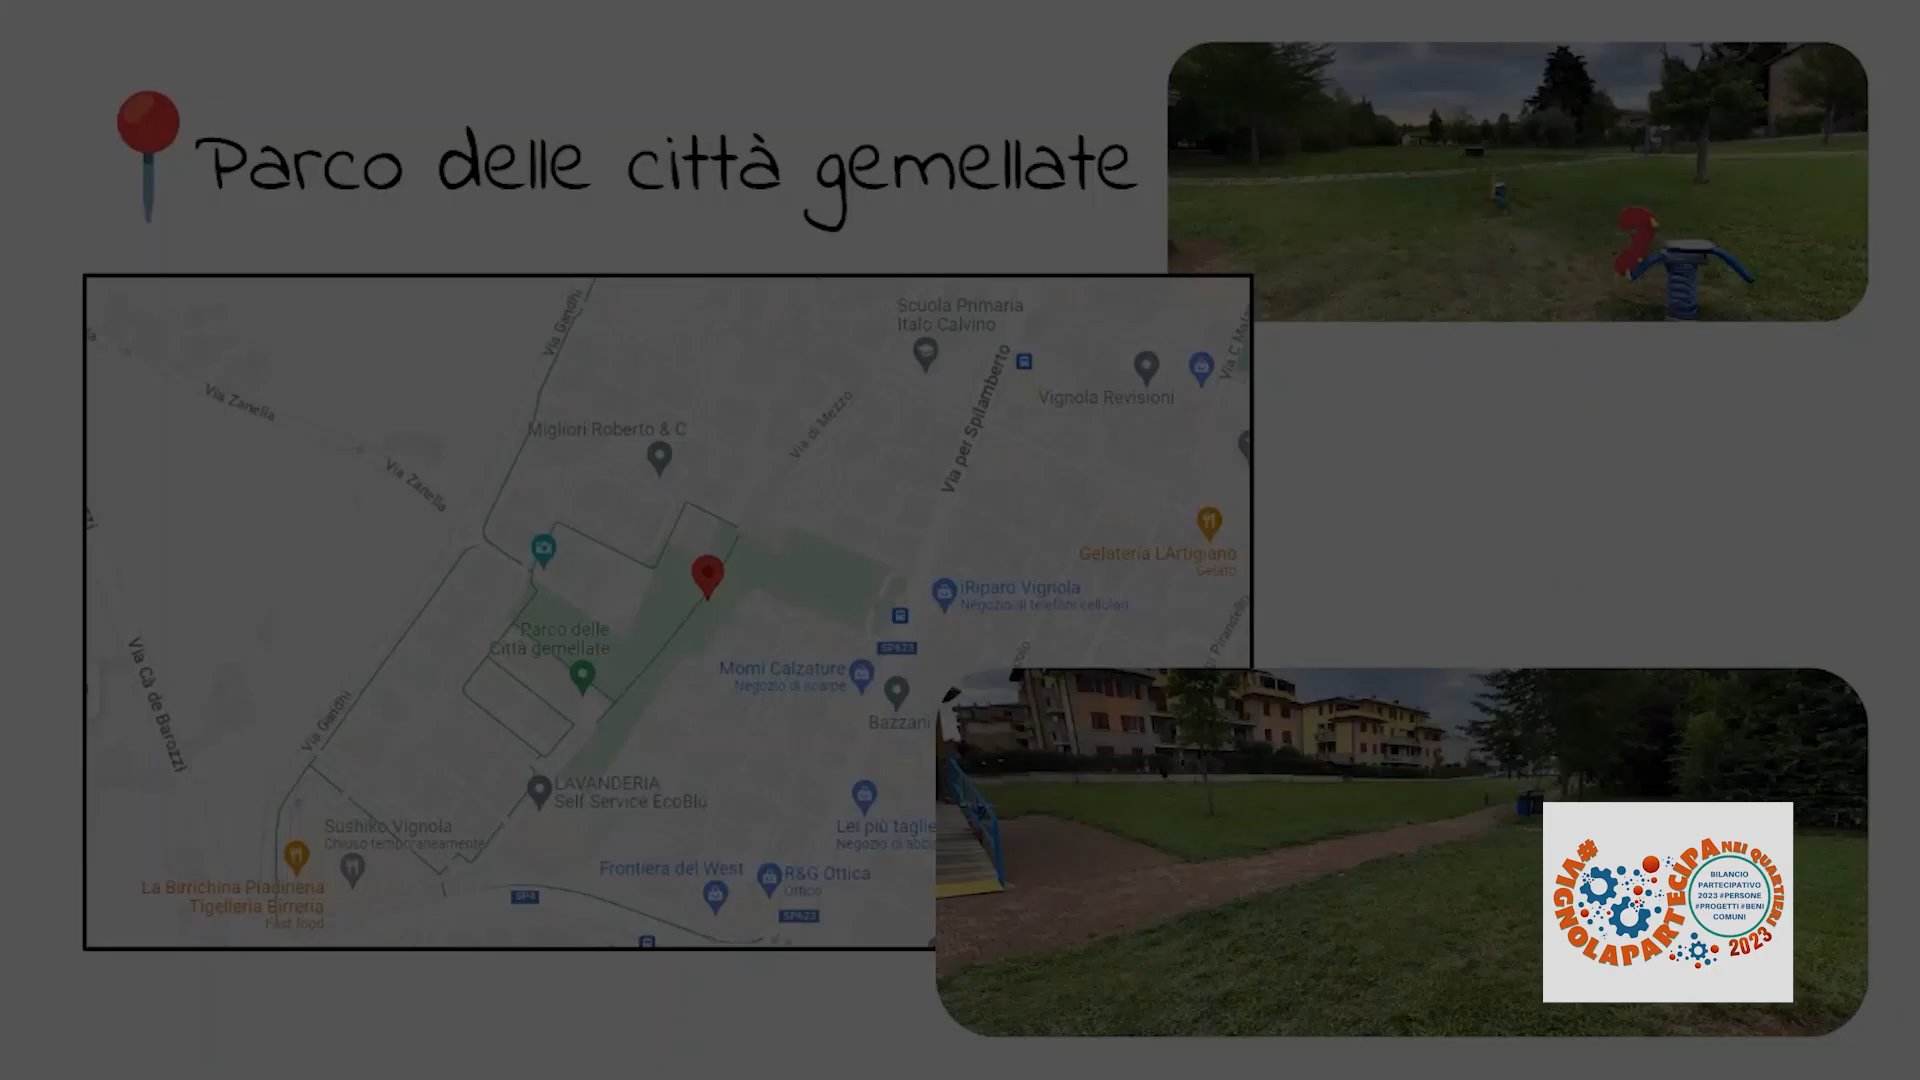 Parco delle città gemellate
Scuola Primaria
Italo Calvino
Via Gandhi
Vignola Revisioni
Via Zanella
Migliori Roberto & C
Via di Mezzo
Via per Spilamberto
Via Zanella
Gelateria L'Artigiano
Gelato
iRiparo Vignola
Negozio di telefoni cellulari
Parco delle
Città gemellate
SP623
Momi Calzature
Negozio di scarpe
Via Cà de Barozzi
Via Gandhi
Bazzani
LAVANDERIA
Self Service EcoBlu
Sushiko Vignola
Chiuso temporaneamente
Lei più taglie
La Birrichina Piadineria
Tigelleria Birreria
Fast food
Frontiera del West
R&G Ottica
Ottico
SP4
SP623
#VIGNOLAPARTECIPA NEI QUARTIERI
BILANCIO
PARTECIPATIVO
2023 #PERSONE
#PROGETTI #BENI
COMUNI
2023